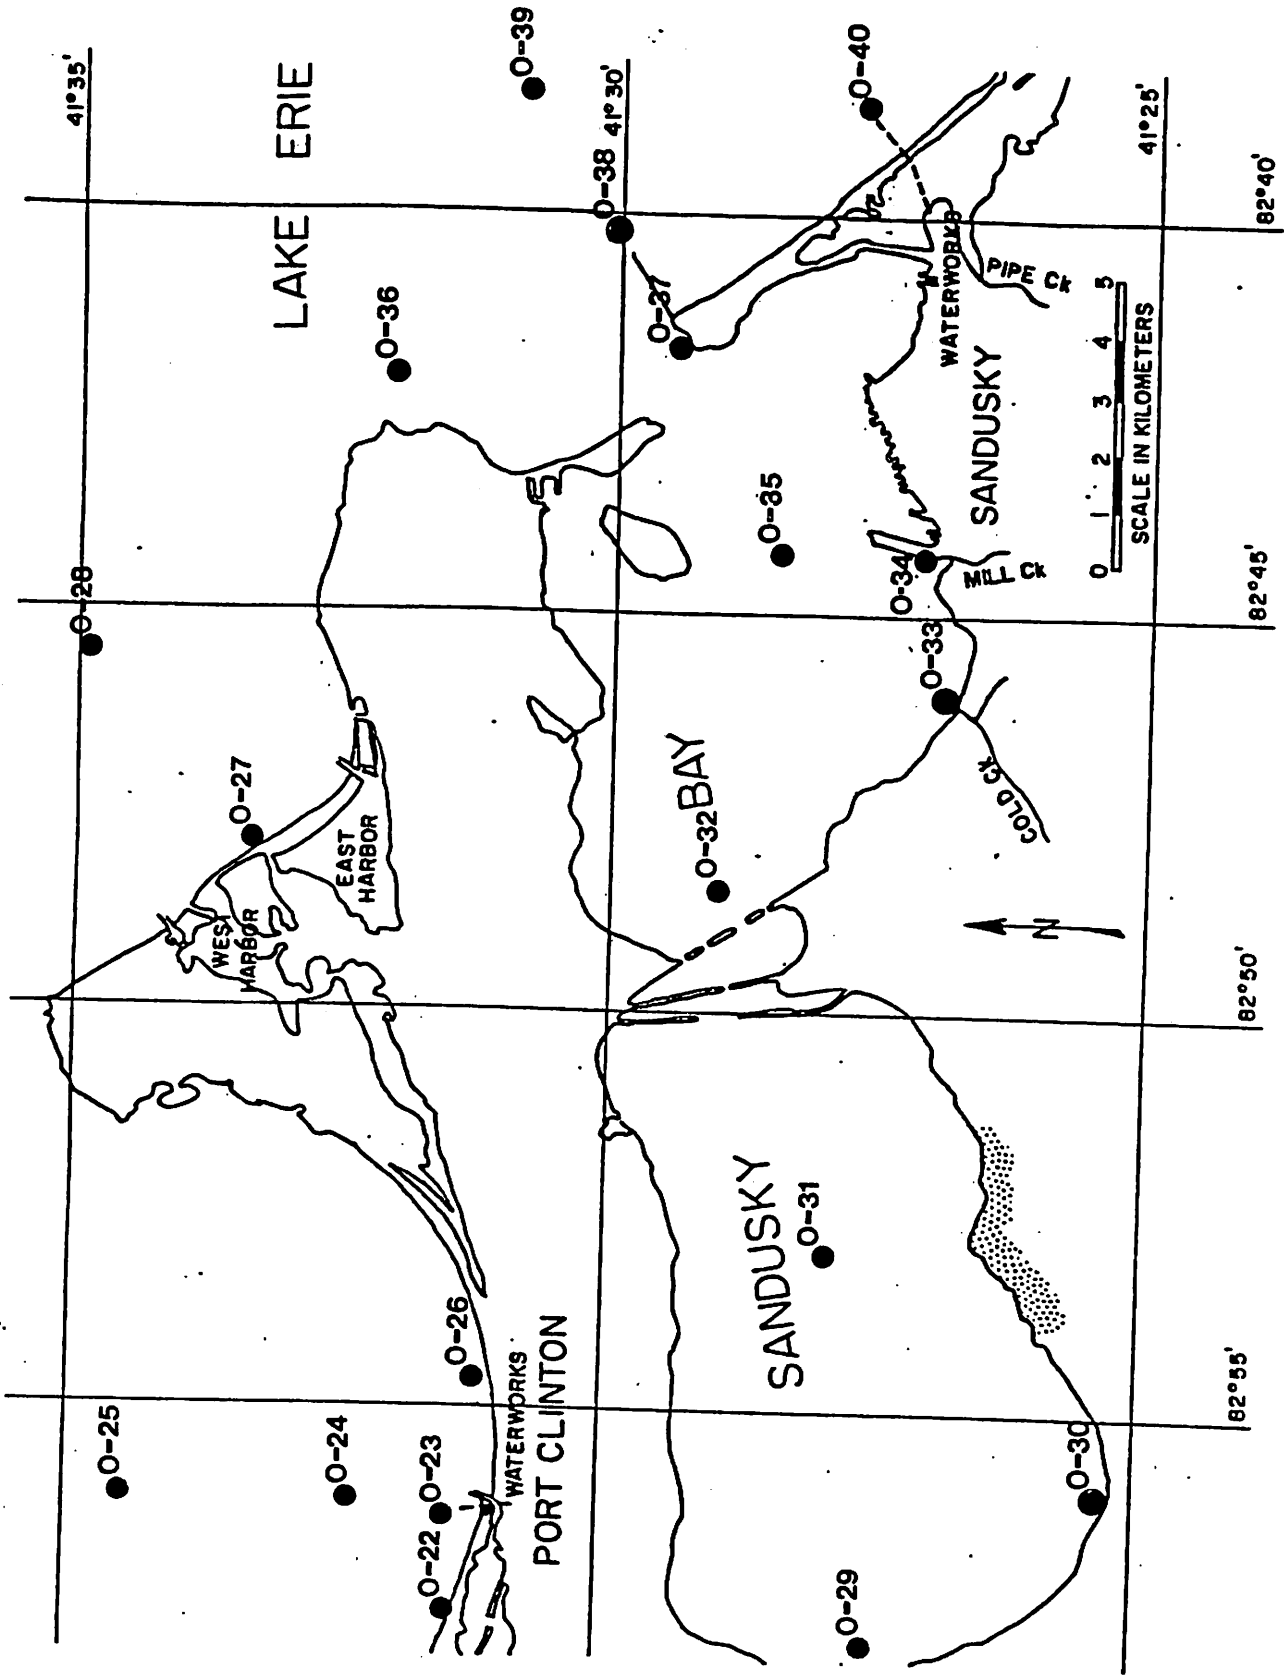 41°35'
LAKE ERIE
O-39
41°30'
O-38
O-40
41°25'
82°40'
O-36
O-37
WATERWORKS
PIPE Ck
SANDUSKY
0 1 2 3 4 5
SCALE IN KILOMETERS
O-28
O-35
O-34
MILL Ck
82°45'
O-33
O-27
EAST
HARBOR
WEST
HARBOR
O-32
BAY
COLD Ck
N
82°50'
SANDUSKY
O-31
O-26
WATERWORKS
PORT CLINTON
82°55'
O-25
O-24
O-23
O-22
O-30
O-29